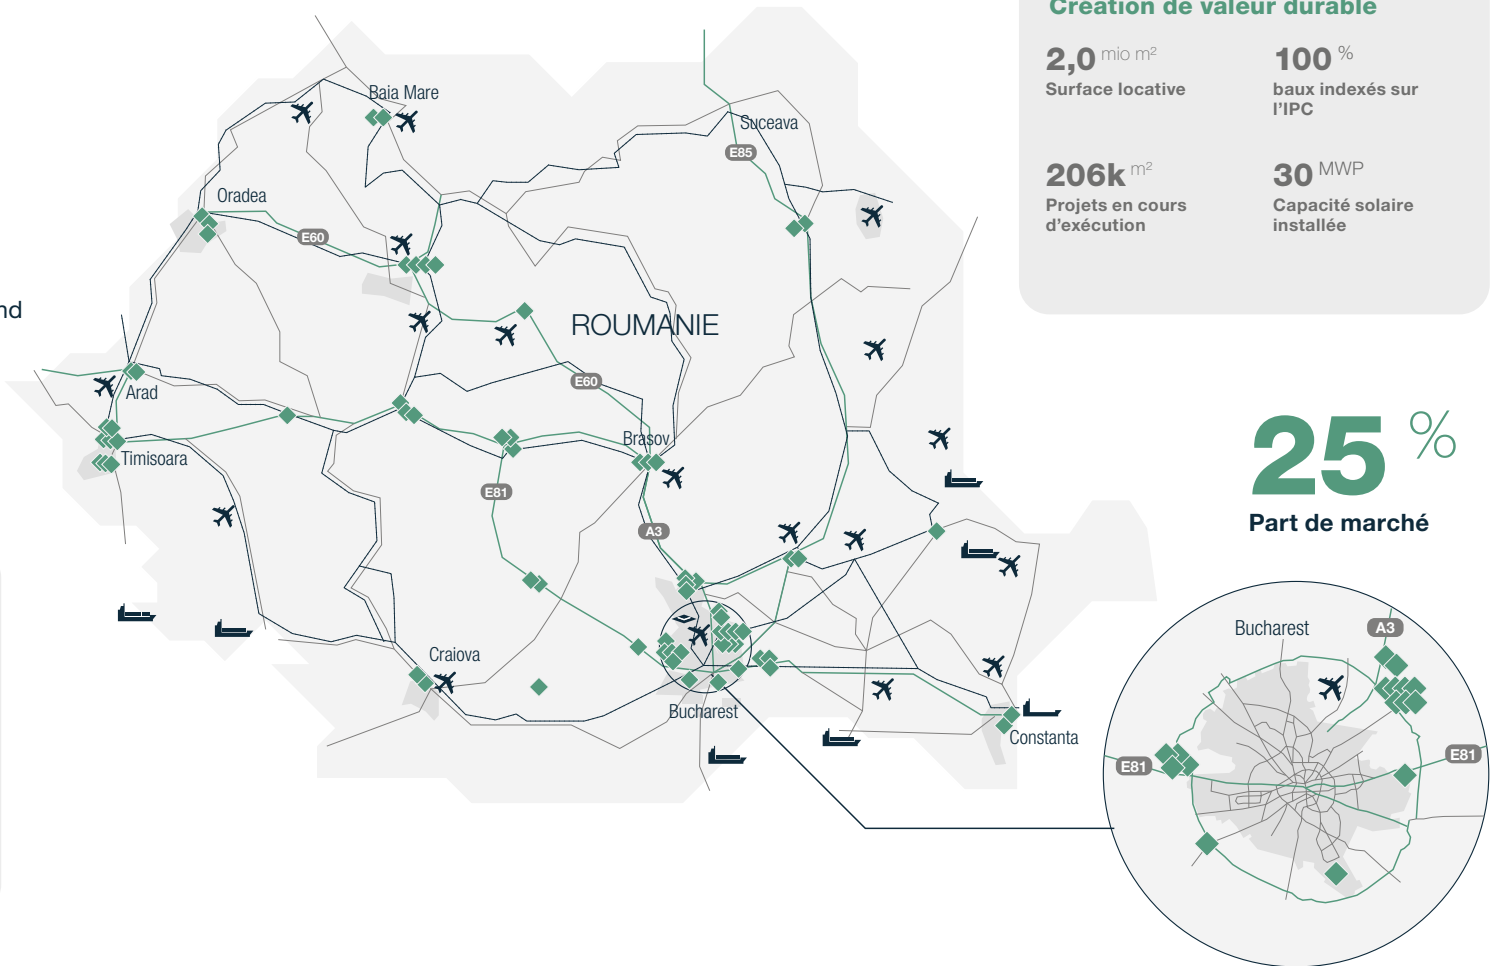 Création de valeur durable
2,0 mio m²
Surface locative
100 %
baux indexés sur
l'IPC
206k m²
Projets en cours
d'exécution
30 MWP
Capacité solaire
installée
Baia Mare
Suceava
E85
Oradea
E60
nd
ROUMANIE
E60
Arad
Brasov
Timisoara
E81
A3
25 %
Part de marché
Craiova
Bucharest
Constanta
Bucharest
A3
E81
E81